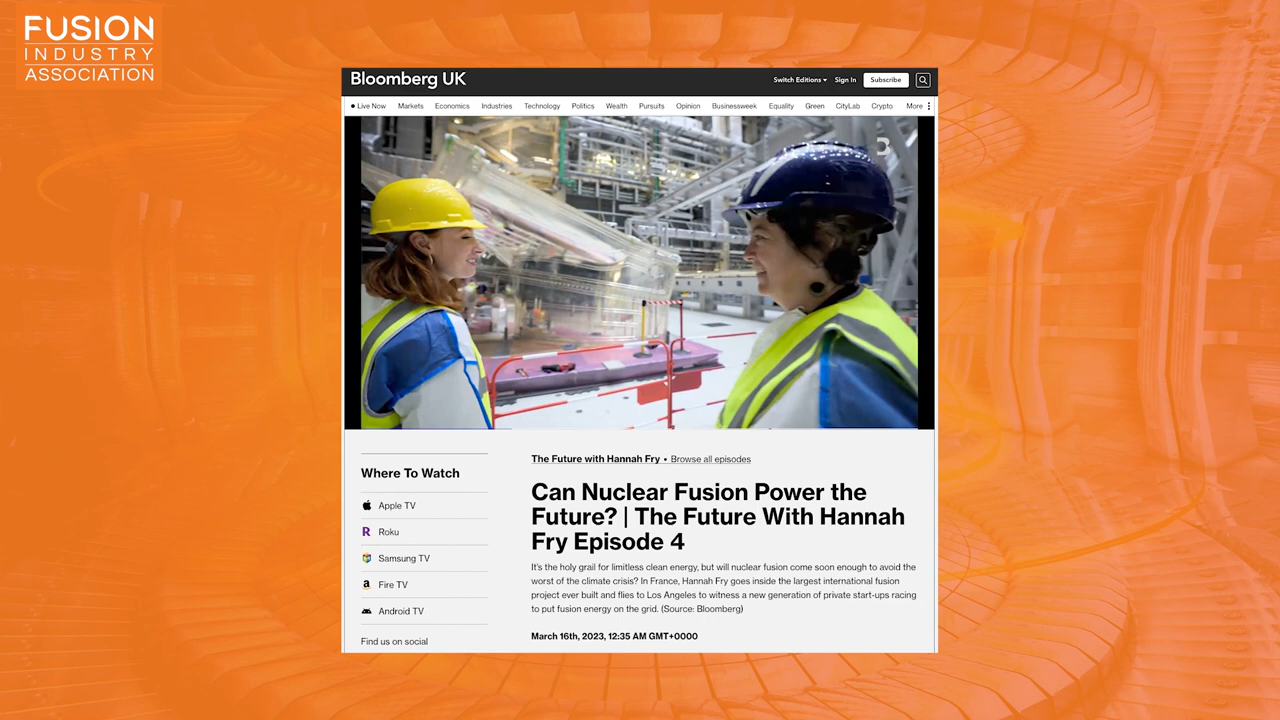 FUSION
INDUSTRY
ASSOCIATION
Bloomberg UK
Switch Editions
Sign In
Subscribe
Live Now
Markets
Economics
Industries
Technology
Politics
Wealth
Pursuits
Opinion
Businessweek
Equality
Green
CityLab
Crypto
More
B
Where To Watch
Apple TV
Roku
Samsung TV
Fire TV
Android TV
Find us on social
The Future with Hannah Fry • Browse all episodes
Can Nuclear Fusion Power the
Future? | The Future With Hannah
Fry Episode 4
It's the holy grail for limitless clean energy, but will nuclear fusion come soon enough to avoid the
worst of the climate crisis? In France, Hannah Fry goes inside the largest international fusion
project ever built and flies to Los Angeles to witness a new generation of private start-ups racing
to put fusion energy on the grid. (Source: Bloomberg)
March 16th, 2023, 12:35 AM GMT+0000